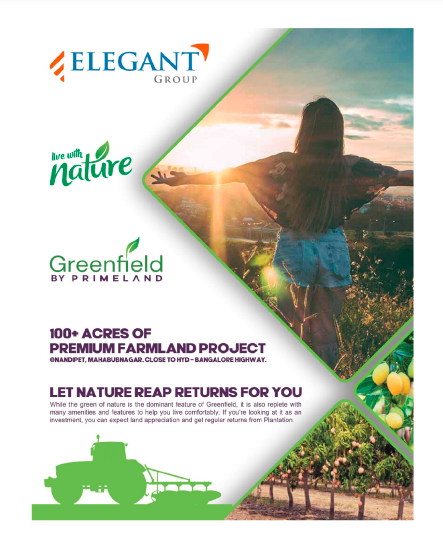 ELEGANT
GROUP
live with
nature
Greenfield
BY PRIMELAND
100+ ACRES OF
PREMIUM FARMLAND PROJECT
@NANDIPET, MAHABUBNAGAR. CLOSE TO HYD - BANGALORE HIGHWAY.
LET NATURE REAP RETURNS FOR YOU
While the green of nature is the dominant feature of Greenfield, it is also replete with
many amenities and features to help you live comfortably. If you're looking at it as an
investment, you can expect land appreciation and get regular returns from Plantation.